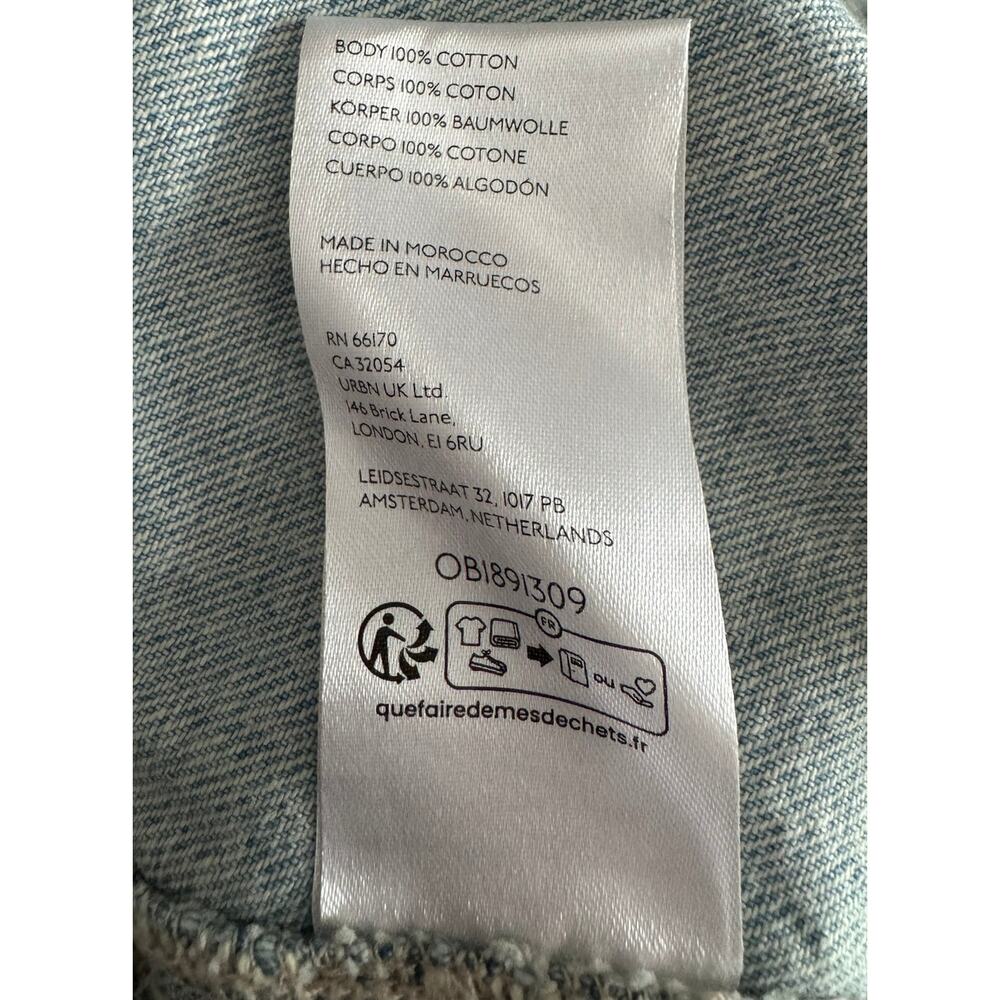 BODY 100% COTTON
CORPS 100% COTON
KÖRPER 100% BAUMWOLLE
CORPO 100% COTONE
CUERPO 100% ALGODÓN
MADE IN MOROCCO
HECHO EN MARRUECOS
RN 66170
CA 32054
URBN UK Ltd.
146 Brick Lane,
LONDON. E1 6RU
LEIDSESTRAAT 32, 1017 PB
AMSTERDAM, NETHERLANDS
OB1891309
FR
OU
quefairedemesdechets.fr